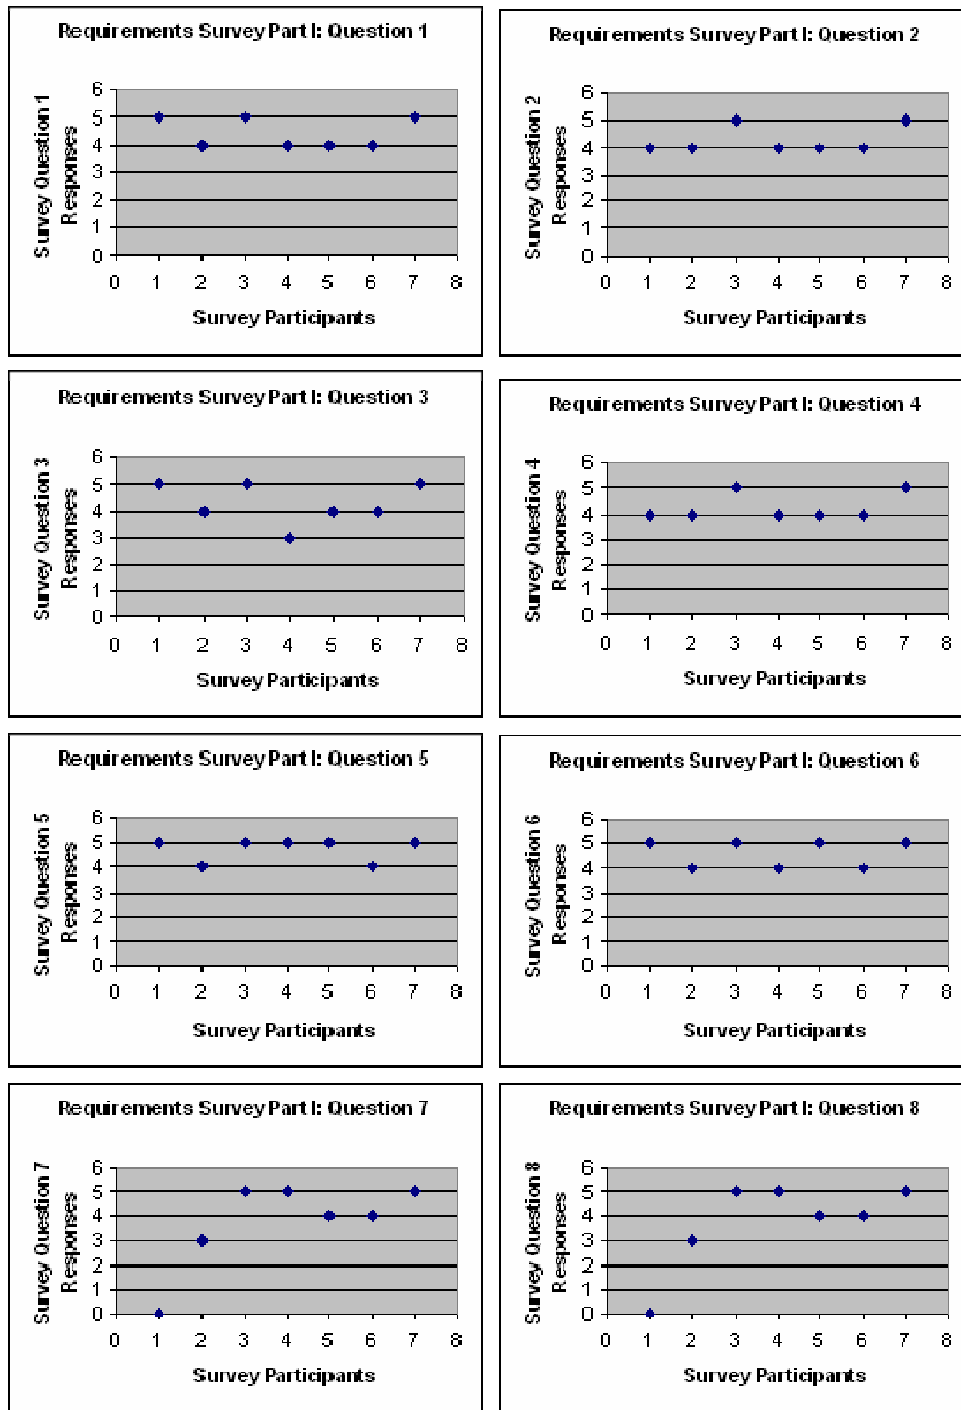 Requirements Survey Part I: Question 1
Survey Question 1
Responses
6
5
4
3
2
1
0
0 1 2 3 4 5 6 7 8
Survey Participants
Requirements Survey Part I: Question 2
Survey Question 2
Responses
6
5
4
3
2
1
0
0 1 2 3 4 5 6 7 8
Survey Participants
Requirements Survey Part I: Question 3
Survey Question 3
Responses
6
5
4
3
2
1
0
0 1 2 3 4 5 6 7 8
Survey Participants
Requirements Survey Part I: Question 4
Survey Question 4
Responses
6
5
4
3
2
1
0
0 1 2 3 4 5 6 7 8
Survey Participants
Requirements Survey Part I: Question 5
Survey Question 5
Responses
6
5
4
3
2
1
0
0 1 2 3 4 5 6 7 8
Survey Participants
Requirements Survey Part I: Question 6
Survey Question 6
Responses
6
5
4
3
2
1
0
0 1 2 3 4 5 6 7 8
Survey Participants
Requirements Survey Part I: Question 7
Survey Question 7
Responses
6
5
4
3
2
1
0
0 1 2 3 4 5 6 7 8
Survey Participants
Requirements Survey Part I: Question 8
Survey Question 8
Responses
6
5
4
3
2
1
0
0 1 2 3 4 5 6 7 8
Survey Participants